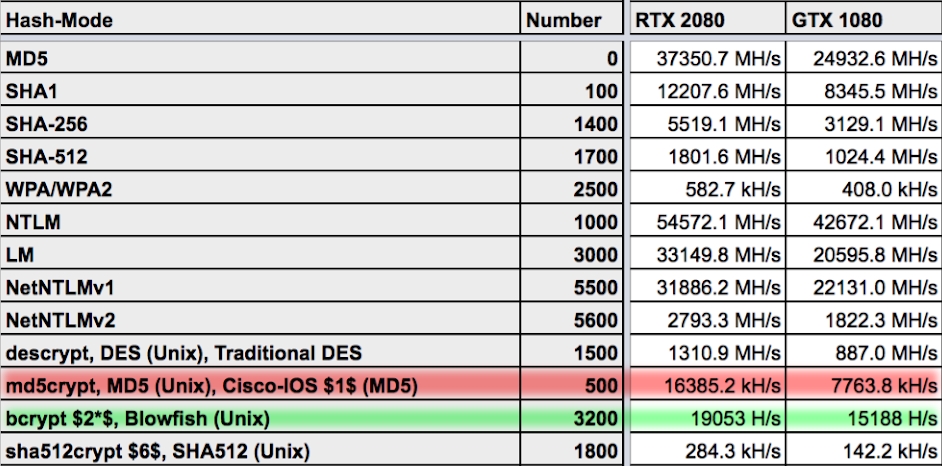 Hash-Mode Number RTX 2080 GTX 1080
MD5 0 37350.7 MH/s 24932.6 MH/s
SHA1 100 12207.6 MH/s 8345.5 MH/s
SHA-256 1400 5519.1 MH/s 3129.1 MH/s
SHA-512 1700 1801.6 MH/s 1024.4 MH/s
WPA/WPA2 2500 582.7 kH/s 408.0 kH/s
NTLM 1000 54572.1 MH/s 42672.1 MH/s
LM 3000 33149.8 MH/s 20595.8 MH/s
NetNTLMv1 5500 31886.2 MH/s 22131.0 MH/s
NetNTLMv2 5600 2793.3 MH/s 1822.3 MH/s
descrypt, DES (Unix), Traditional DES 1500 1310.9 MH/s 887.0 MH/s
md5crypt, MD5 (Unix), Cisco-IOS $1$ (MD5) 500 16385.2 kH/s 7763.8 kH/s
bcrypt $2*$, Blowfish (Unix) 3200 19053 H/s 15188 H/s
sha512crypt $6$, SHA512 (Unix) 1800 284.3 kH/s 142.2 kH/s